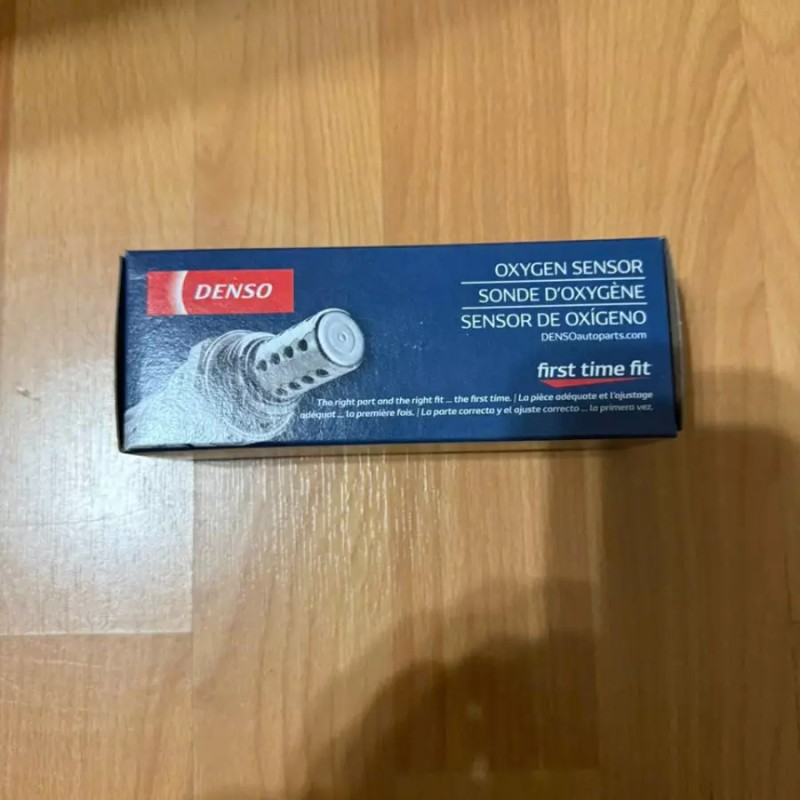 DENSO
OXYGEN SENSOR
SONDE D'OXYGÈNE
SENSOR DE OXÍGENO
DENSOautoparts.com
first time fit
The right part and the right fit ... the first time. | La pièce adéquate et l'ajustage
adéquat ... la première fois. | La parte correcta y el ajuste correcto ... la primera vez.